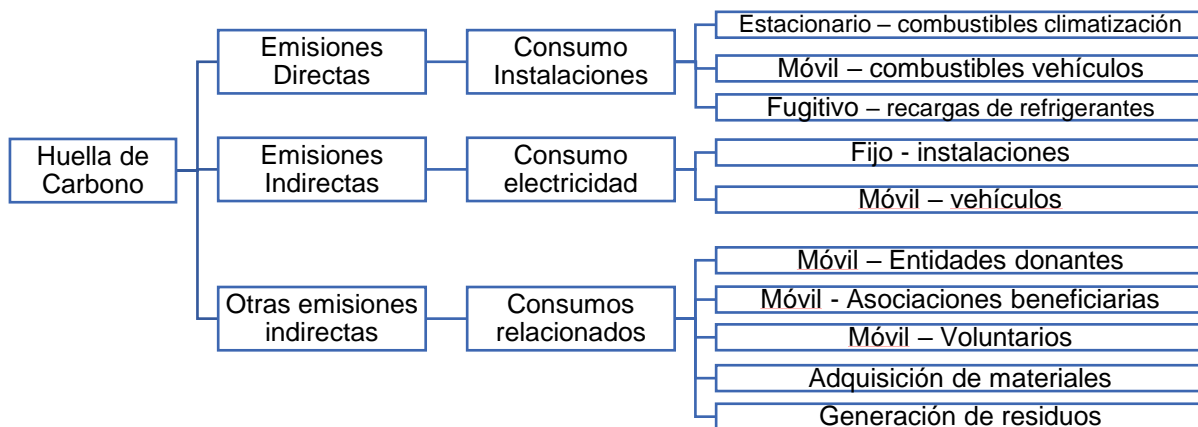 Huella de
Carbono
Emisiones
Directas
Consumo
Instalaciones
Estacionario – combustibles climatización
Móvil – combustibles vehículos
Fugitivo – recargas de refrigerantes
Emisiones
Indirectas
Consumo
electricidad
Fijo - instalaciones
Móvil – vehículos
Otras emisiones
indirectas
Consumos
relacionados
Móvil – Entidades donantes
Móvil - Asociaciones beneficiarias
Móvil – Voluntarios
Adquisición de materiales
Generación de residuos